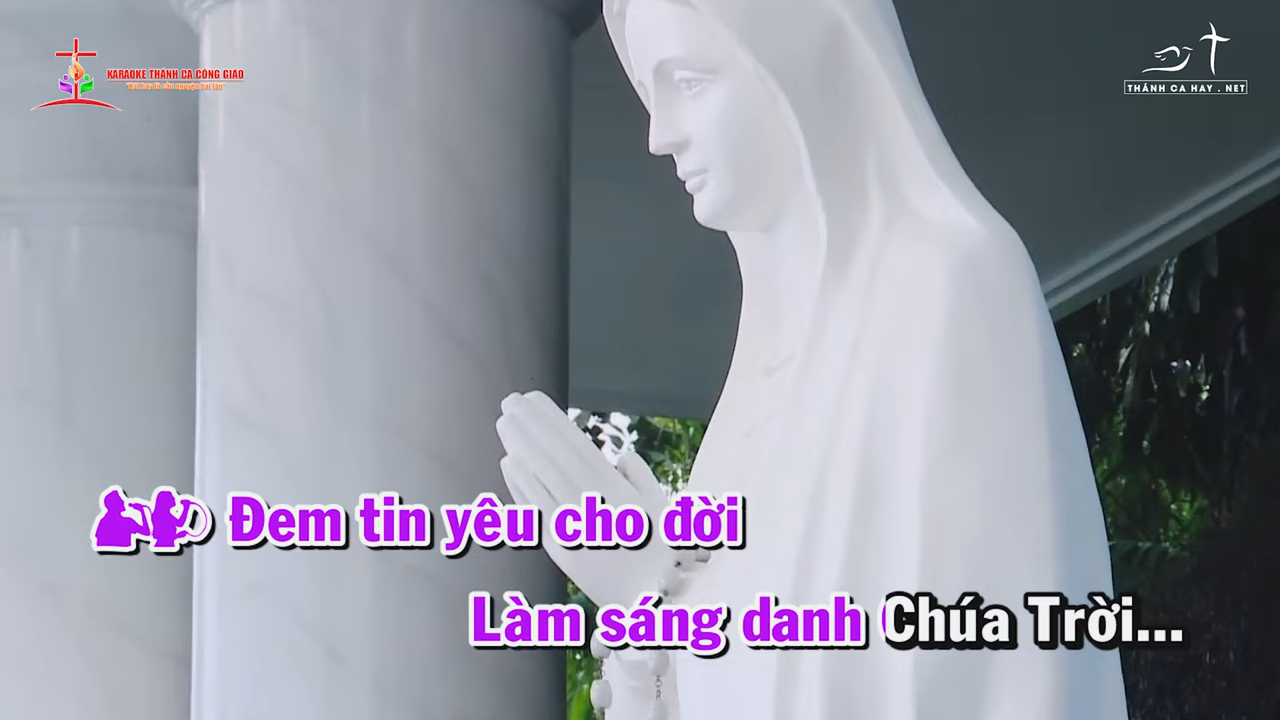 KARAOKE THÁNH CA CÔNG GIÁO
THÁNH CA HAY . NET
Đem tin yêu cho đời
Làm sáng danh Chúa Trời...